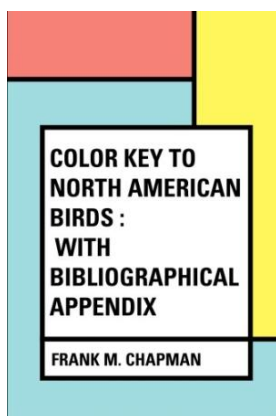 COLOR KEY TO
NORTH AMERICAN
BIRDS :
WITH
BIBLIOGRAPHICAL
APPENDIX
FRANK M. CHAPMAN